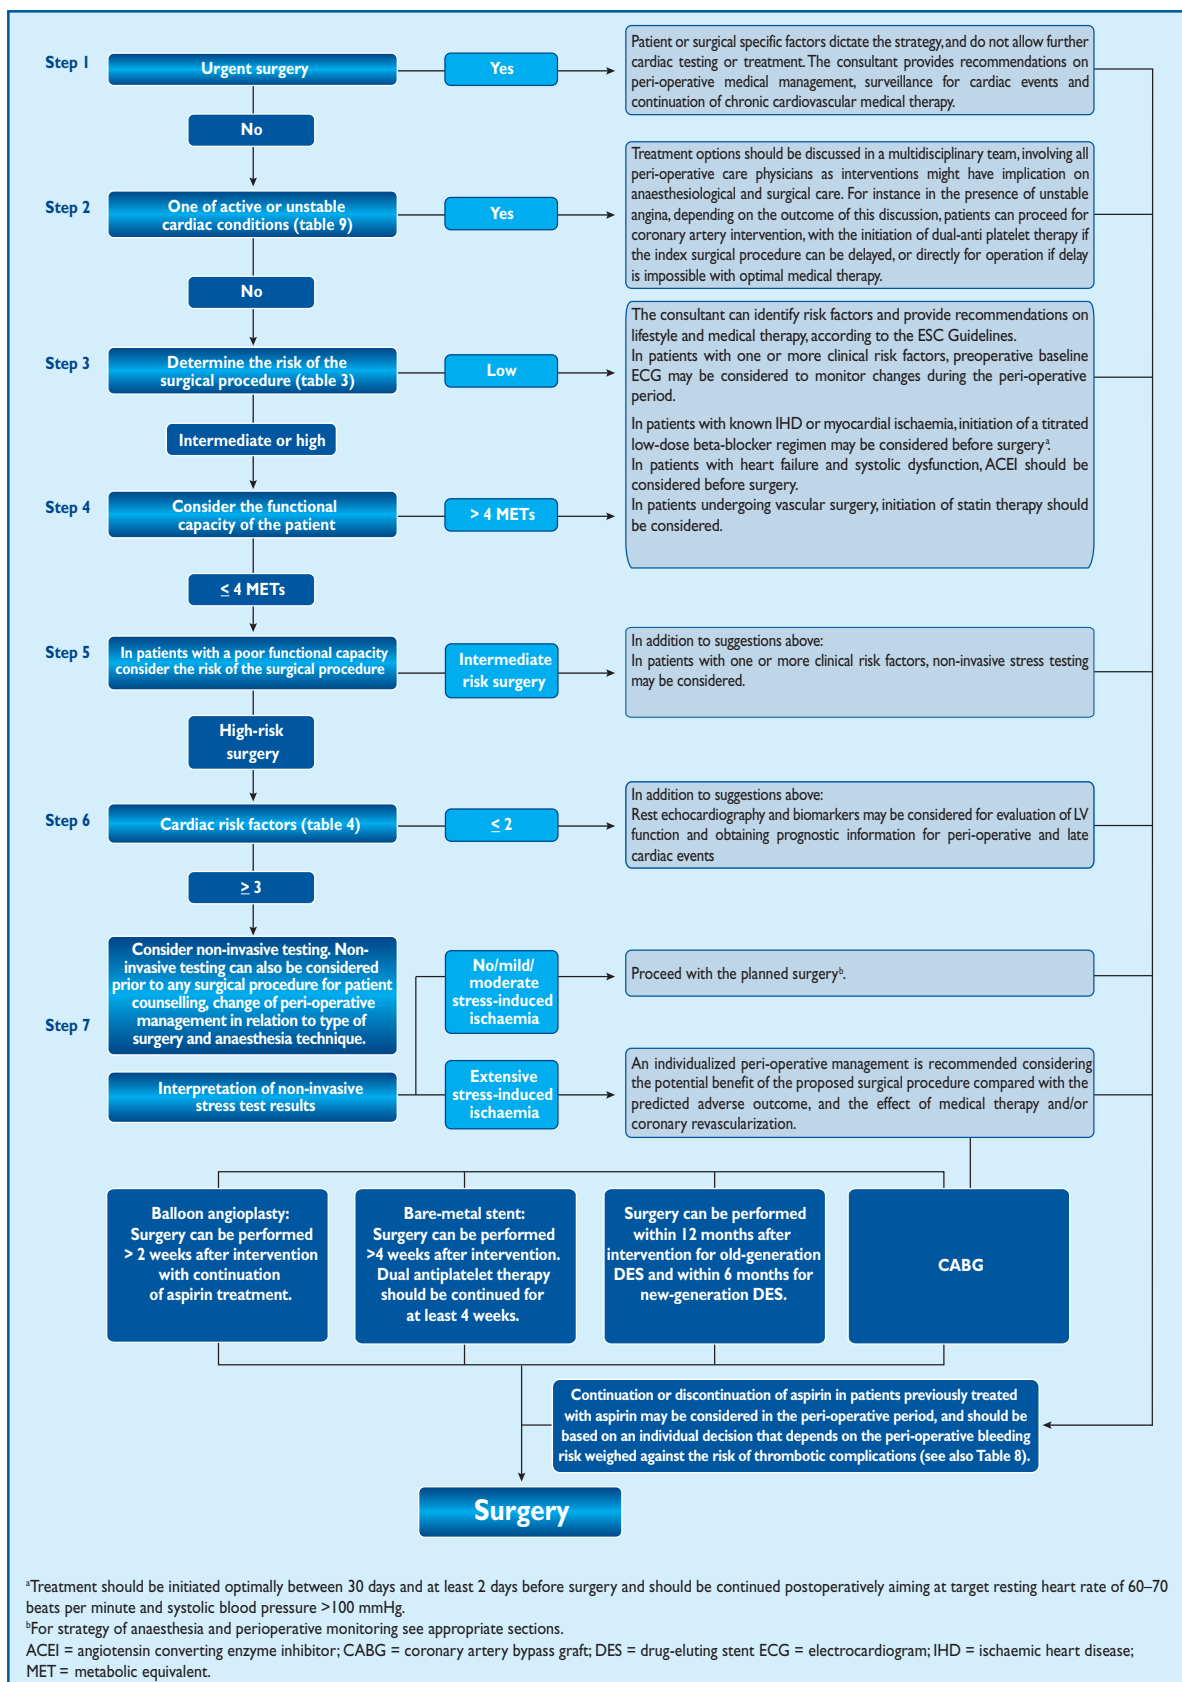 Step 1
Urgent surgery
Yes
Patient or surgical specific factors dictate the strategy, and do not allow further
cardiac testing or treatment. The consultant provides recommendations on
peri-operative medical management, surveillance for cardiac events and
continuation of chronic cardiovascular medical therapy.
No
Step 2
One of active or unstable
cardiac conditions (table 9)
Yes
Treatment options should be discussed in a multidisciplinary team, involving all
peri-operative care physicians as interventions might have implication on
anaesthesiological and surgical care. For instance in the presence of unstable
angina, depending on the outcome of this discussion, patients can proceed for
coronary artery intervention, with the initiation of dual-anti platelet therapy if
the index surgical procedure can be delayed, or directly for operation if delay
is impossible with optimal medical therapy.
No
Step 3
Determine the risk of the
surgical procedure (table 3)
Low
The consultant can identify risk factors and provide recommendations on
lifestyle and medical therapy, according to the ESC Guidelines.
In patients with one or more clinical risk factors, preoperative baseline
ECG may be considered to monitor changes during the peri-operative
period.
In patients with known IHD or myocardial ischaemia, initiation of a titrated
low-dose beta-blocker regimen may be considered before surgeryᵃ.
In patients with heart failure and systolic dysfunction, ACEI should be
considered before surgery.
In patients undergoing vascular surgery, initiation of statin therapy should
be considered.
Intermediate or high
Step 4
Consider the functional
capacity of the patient
> 4 METs
≤ 4 METs
Step 5
In patients with a poor functional capacity
consider the risk of the surgical procedure
Intermediate
risk surgery
In addition to suggestions above:
In patients with one or more clinical risk factors, non-invasive stress testing
may be considered.
High-risk
surgery
Step 6
Cardiac risk factors (table 4)
≤ 2
In addition to suggestions above:
Rest echocardiography and biomarkers may be considered for evaluation of LV
function and obtaining prognostic information for peri-operative and late
cardiac events
≥ 3
Step 7
Consider non-invasive testing. Non-
invasive testing can also be considered
prior to any surgical procedure for patient
counselling, change of peri-operative
management in relation to type of
surgery and anaesthesia technique.
No/mild/
moderate
stress-induced
ischaemia
Proceed with the planned surgeryᵇ.
Interpretation of non-invasive
stress test results
Extensive
stress-induced
ischaemia
An individualized peri-operative management is recommended considering
the potential benefit of the proposed surgical procedure compared with the
predicted adverse outcome, and the effect of medical therapy and/or
coronary revascularization.
Balloon angioplasty:
Surgery can be performed
> 2 weeks after intervention
with continuation
of aspirin treatment.
Bare-metal stent:
Surgery can be performed
>4 weeks after intervention.
Dual antiplatelet therapy
should be continued for
at least 4 weeks.
Surgery can be performed
within 12 months after
intervention for old-generation
DES and within 6 months for
new-generation DES.
CABG
Continuation or discontinuation of aspirin in patients previously treated
with aspirin may be considered in the peri-operative period, and should be
based on an individual decision that depends on the peri-operative bleeding
risk weighed against the risk of thrombotic complications (see also Table 8).
Surgery
ᵃTreatment should be initiated optimally between 30 days and at least 2 days before surgery and should be continued postoperatively aiming at target resting heart rate of 60–70
beats per minute and systolic blood pressure >100 mmHg.
ᵇFor strategy of anaesthesia and perioperative monitoring see appropriate sections.
ACEI = angiotensin converting enzyme inhibitor; CABG = coronary artery bypass graft; DES = drug-eluting stent ECG = electrocardiogram; IHD = ischaemic heart disease;
MET = metabolic equivalent.